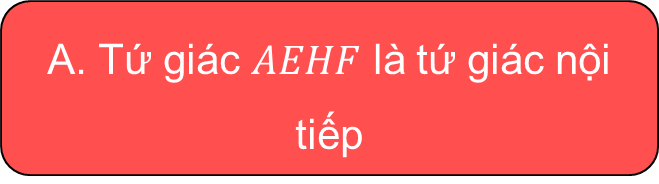 A. Tứ giác AEHF là tứ giác nội
tiếp